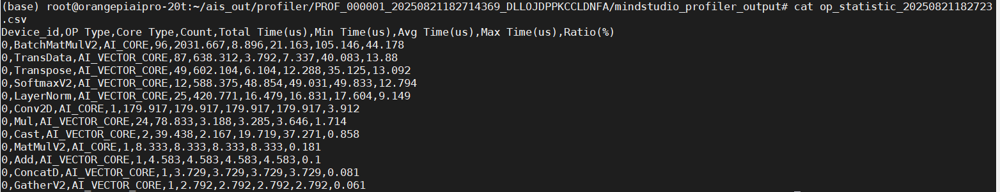 (base) root@orangepiaipro-20t:~/ais_out/profiler/PROF_000001_20250821182714369_DLLOJDPPKCCLDNFA/mindstudio_profiler_output# cat op_statistic_20250821182723
.csv
Device_id,OP Type,Core Type,Count,Total Time(us),Min Time(us),Avg Time(us),Max Time(us),Ratio(%)
0,BatchMatMulV2,AI_CORE,96,2031.667,8.896,21.163,105.146,44.178
0,TransData,AI_VECTOR_CORE,87,638.312,3.792,7.337,40.083,13.88
0,Transpose,AI_VECTOR_CORE,49,602.104,6.104,12.288,35.125,13.092
0,SoftmaxV2,AI_VECTOR_CORE,12,588.375,48.854,49.031,49.833,12.794
0,LayerNorm,AI_VECTOR_CORE,25,420.771,16.479,16.831,17.604,9.149
0,Conv2D,AI_CORE,1,179.917,179.917,179.917,179.917,3.912
0,Mul,AI_VECTOR_CORE,24,78.833,3.188,3.285,3.646,1.714
0,Cast,AI_VECTOR_CORE,2,39.438,2.167,19.719,37.271,0.858
0,MatMulV2,AI_CORE,1,8.333,8.333,8.333,8.333,0.181
0,Add,AI_VECTOR_CORE,1,4.583,4.583,4.583,4.583,0.1
0,ConcatD,AI_VECTOR_CORE,1,3.729,3.729,3.729,3.729,0.081
0,GatherV2,AI_VECTOR_CORE,1,2.792,2.792,2.792,2.792,0.061